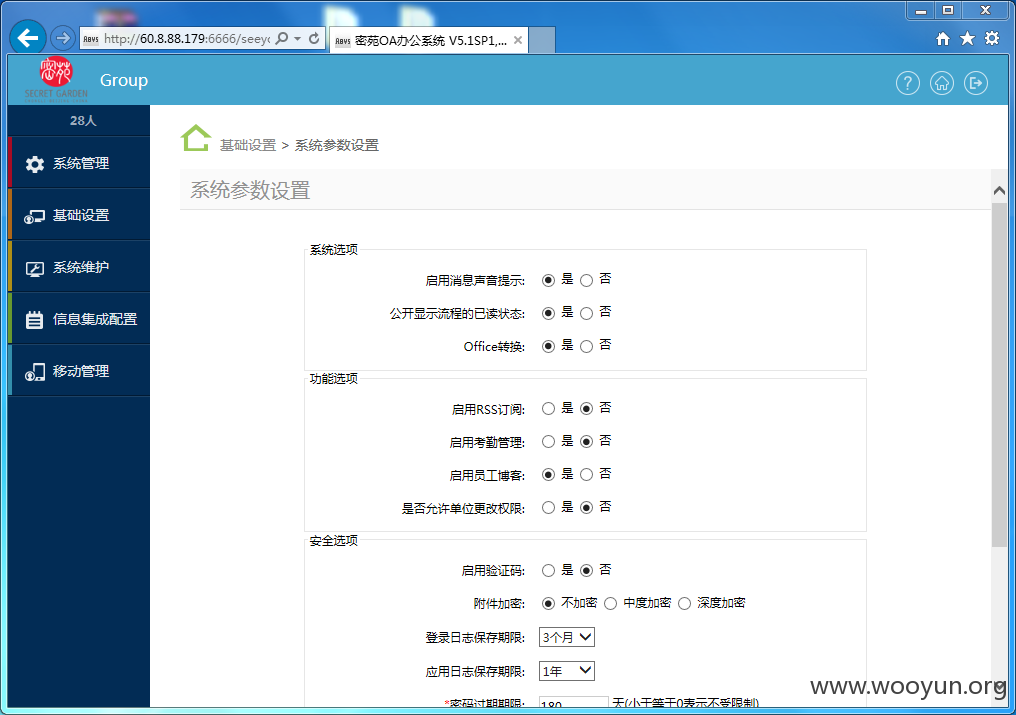 http://60.8.88.179:6666/seeyo
密苑OA办公系统 V5.1SP1,...
密苑
SECRET GARDEN
Group
28人
系统管理
基础设置
系统维护
信息集成配置
移动管理
基础设置 > 系统参数设置
系统参数设置
系统选项
启用消息声音提示: 是 否
公开显示流程的已读状态: 是 否
Office转换: 是 否
功能选项
启用RSS订阅: 是 否
启用考勤管理: 是 否
启用员工博客: 是 否
是否允许单位更改权限: 是 否
安全选项
启用验证码: 是 否
附件加密: 不加密 中度加密 深度加密
登录日志保存期限: 3个月
应用日志保存期限: 1年
*密码过期期限: 180 天(小于等于0表示不受限制)
www.wooyun.org